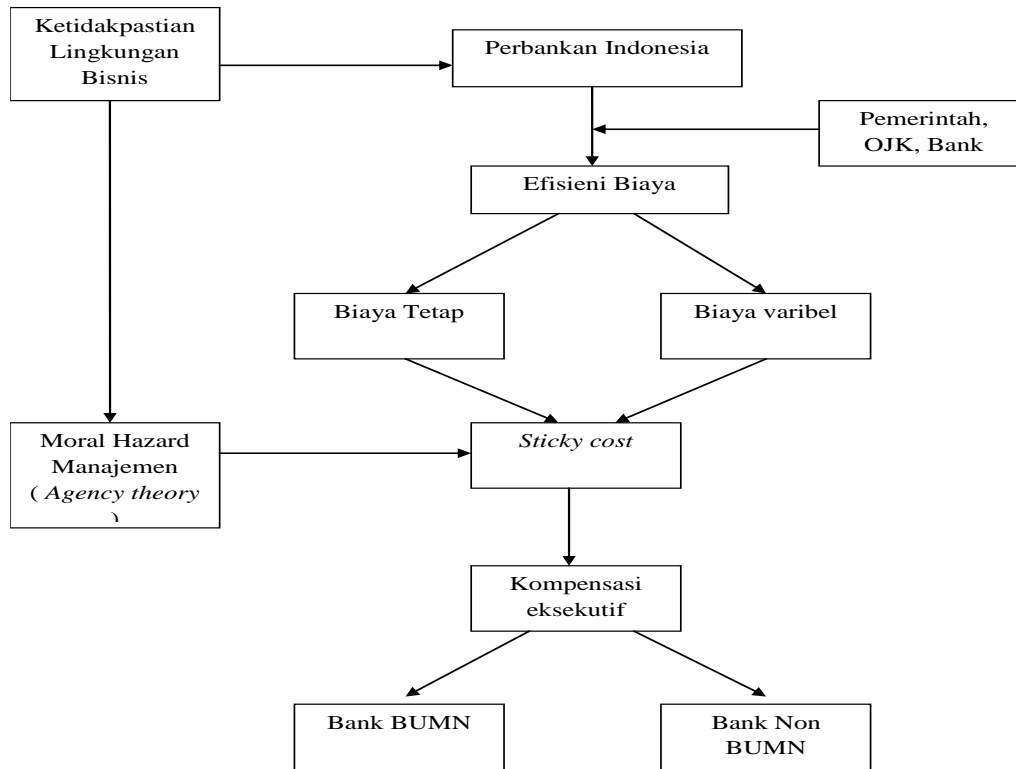 Ketidakpastian
Lingkungan
Bisnis
Perbankan Indonesia
Pemerintah,
OJK, Bank
Efisieni Biaya
Biaya Tetap
Biaya varibel
Moral Hazard
Manajemen
( Agency theory
)
Sticky cost
Kompensasi
eksekutif
Bank BUMN
Bank Non
BUMN